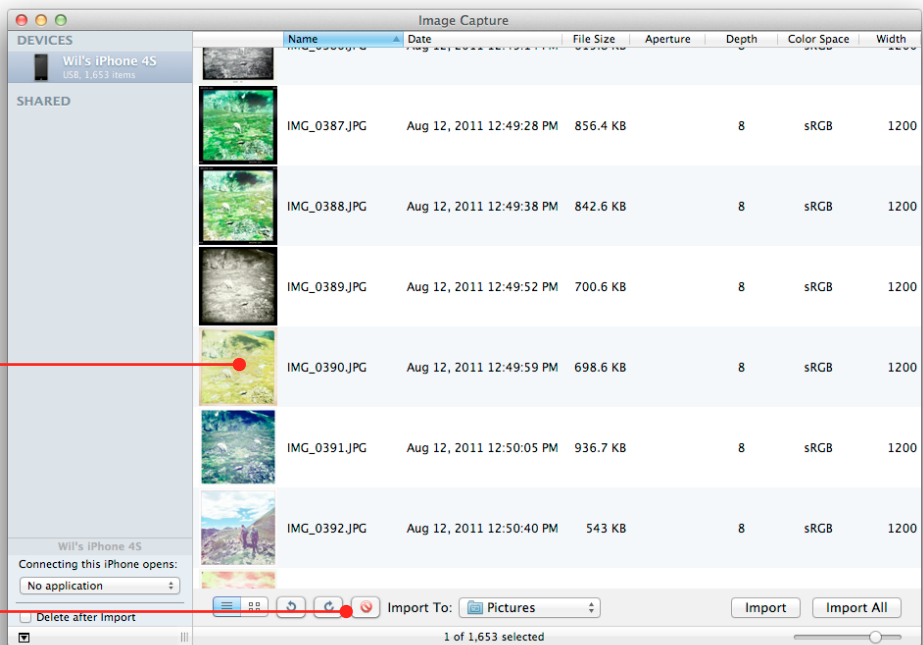 Image Capture
DEVICES
Name Date File Size Aperture Depth Color Space Width
Wil's iPhone 4S
USB, 1,653 items
SHARED
IMG_0387.JPG Aug 12, 2011 12:49:28 PM 856.4 KB 8 sRGB 1200
IMG_0388.JPG Aug 12, 2011 12:49:38 PM 842.6 KB 8 sRGB 1200
IMG_0389.JPG Aug 12, 2011 12:49:52 PM 700.6 KB 8 sRGB 1200
IMG_0390.JPG Aug 12, 2011 12:49:59 PM 698.6 KB 8 sRGB 1200
IMG_0391.JPG Aug 12, 2011 12:50:05 PM 936.7 KB 8 sRGB 1200
IMG_0392.JPG Aug 12, 2011 12:50:40 PM 543 KB 8 sRGB 1200
Wil's iPhone 4S
Connecting this iPhone opens:
No application
Delete after Import
Import To: Pictures Import Import All
1 of 1,653 selected